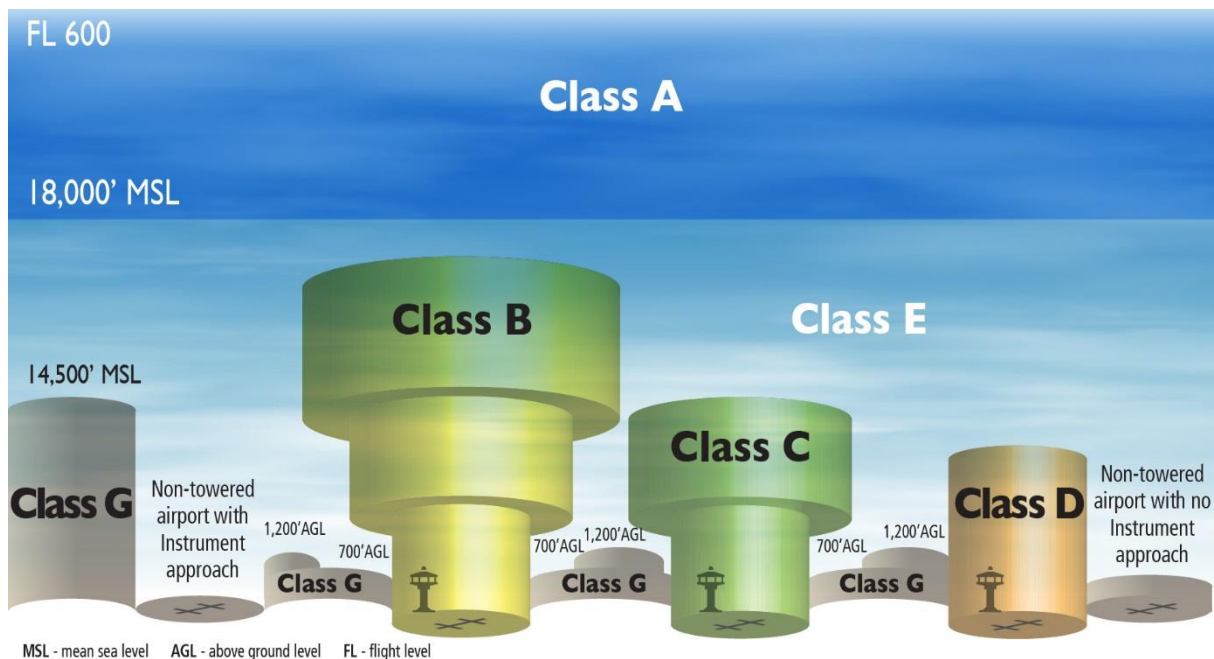 FL 600
Class A
18,000' MSL
Class B
Class E
14,500' MSL
Class C
Class G
Non-towered
airport with
Instrument
approach
1,200'AGL
700'AGL
Class G
700'AGL
1,200'AGL
Class G
700'AGL
1,200'AGL
Class G
Class D
Non-towered
airport with no
Instrument
approach
MSL - mean sea level AGL - above ground level FL - flight level